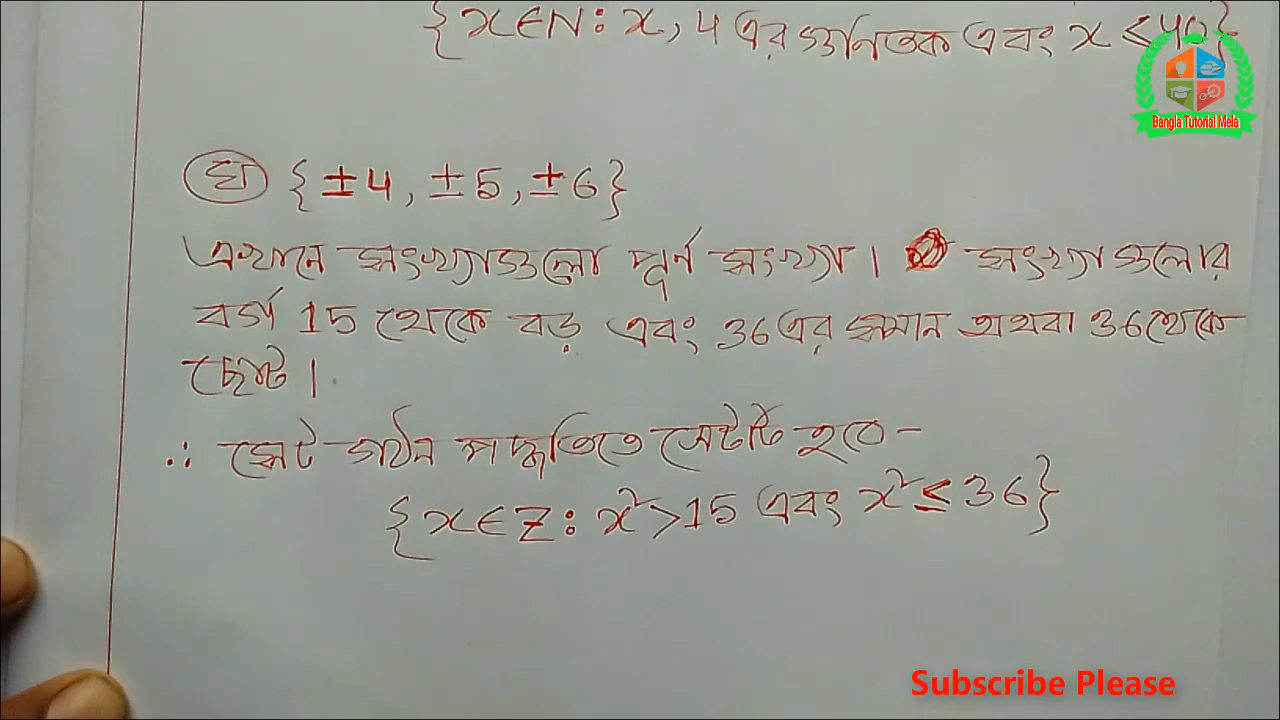 {x∈N : x, 4 এর গুনিতক এবং x ≤ 40}
Bangla Tutorial Mela
ঘ {±4, ±5, ±6}
এখানে সংখ্যাগুলো পূর্ন সংখ্যা। সংখ্যাগুলোর
বর্গ 15 থেকে বড় এবং 36 এর সমান অথবা 36 থেকে
ছোট।
∴ সেট গঠন পদ্ধতিতে সেটটি হবে -
{x∈Z : x² > 15 এবং x² ≤ 36}
Subscribe Please